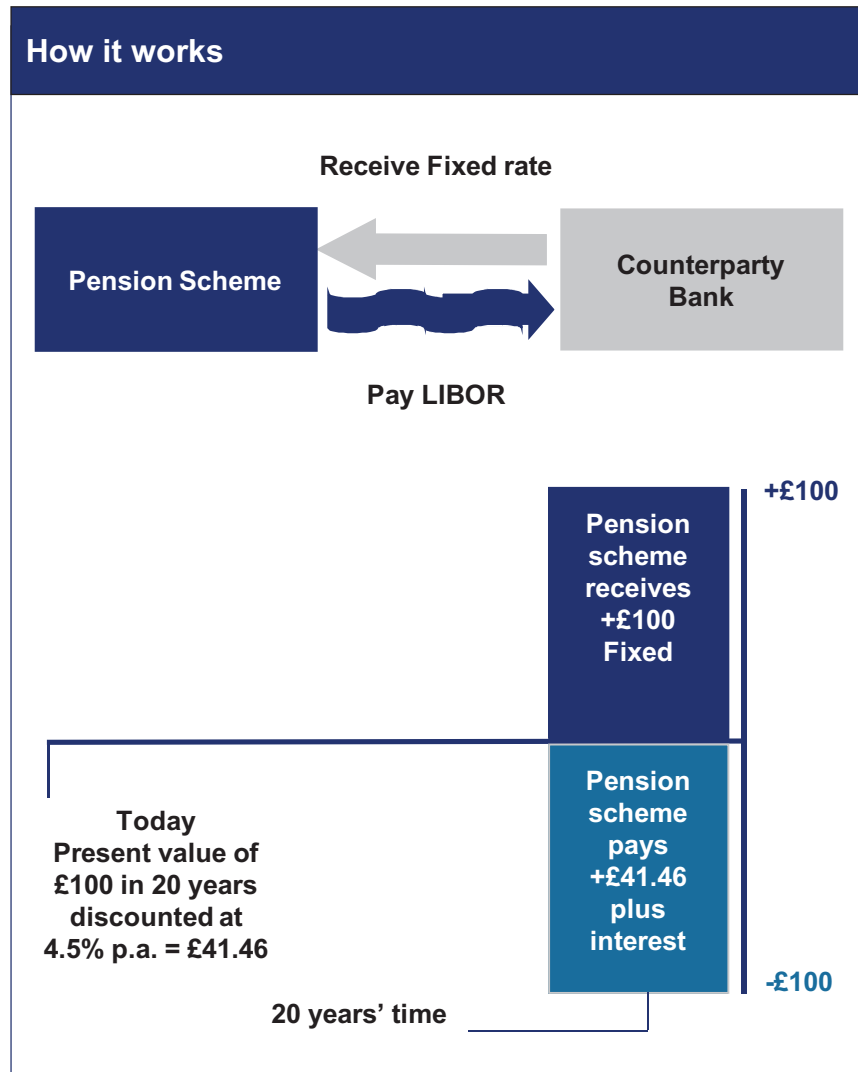 How it works
Receive Fixed rate
Pension Scheme
Counterparty
Bank
Pay LIBOR
+£100
Pension
scheme
receives
+£100
Fixed
Today
Present value of
£100 in 20 years
discounted at
4.5% p.a. = £41.46
Pension
scheme
pays
+£41.46
plus
interest
-£100
20 years’ time